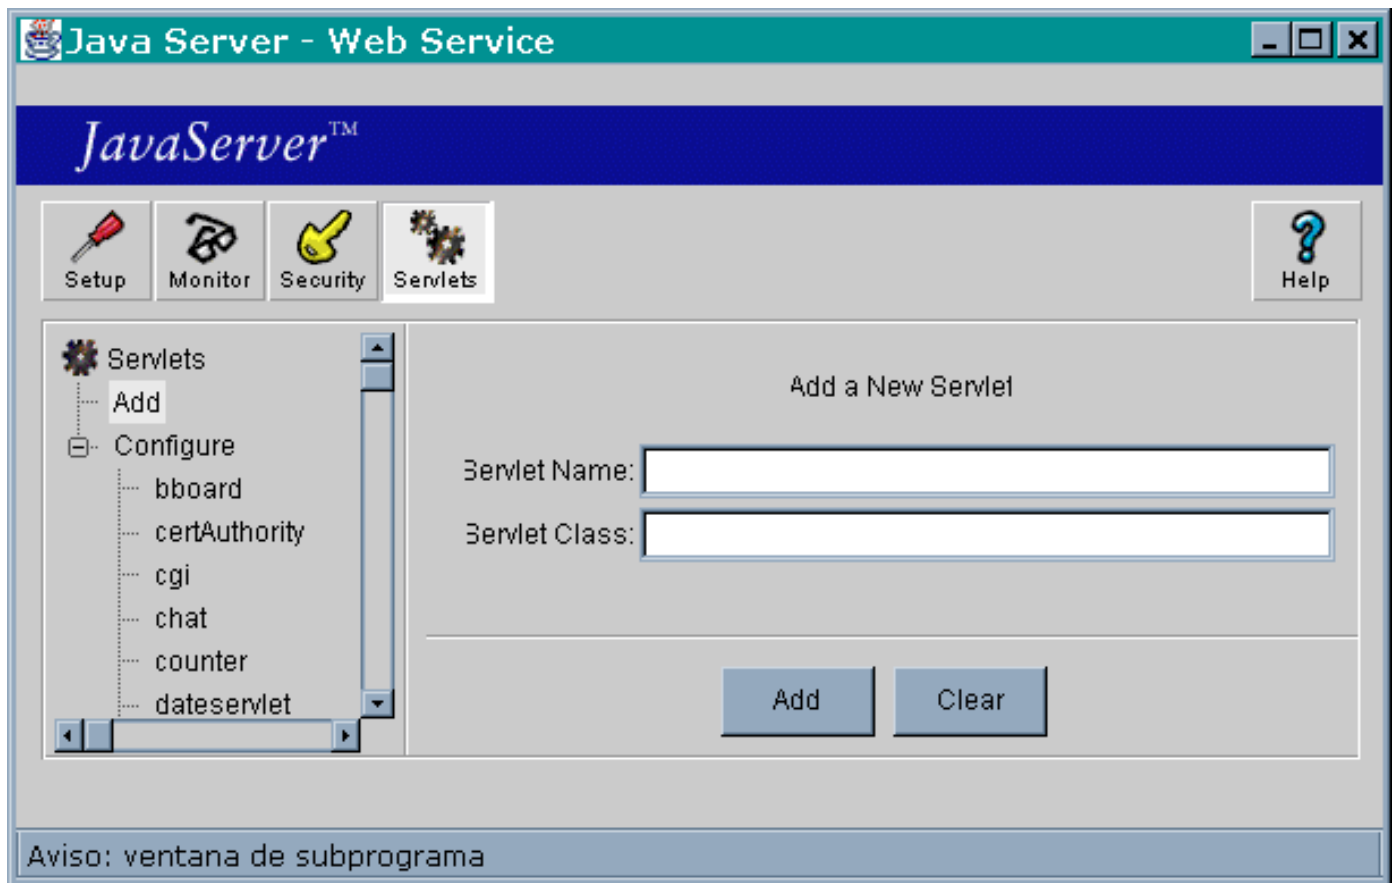 Java Server - Web Service
JavaServer™
Setup Monitor Security Servlets Help
Servlets
Add
Configure
bboard
certAuthority
cgi
chat
counter
dateservlet
Add a New Servlet
Servlet Name:
Servlet Class:
Add Clear
Aviso: ventana de subprograma